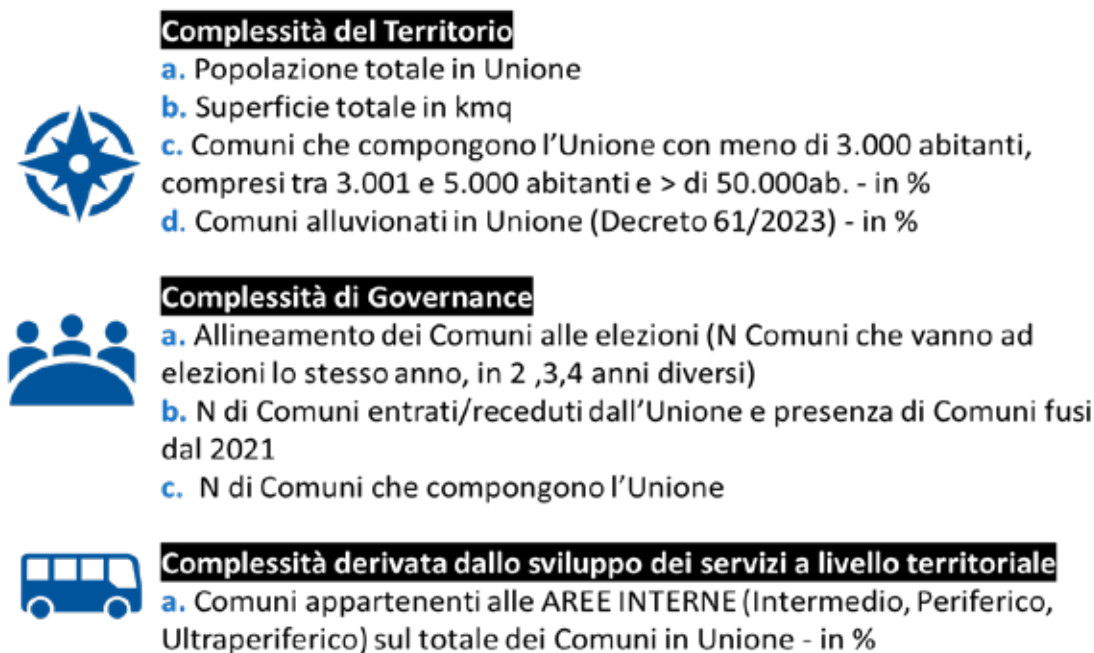 Complessità del Territorio
a. Popolazione totale in Unione
b. Superficie totale in kmq
c. Comuni che compongono l'Unione con meno di 3.000 abitanti,
compresi tra 3.001 e 5.000 abitanti e > di 50.000ab. - in %
d. Comuni alluvionati in Unione (Decreto 61/2023) - in %
Complessità di Governance
a. Allineamento dei Comuni alle elezioni (N Comuni che vanno ad
elezioni lo stesso anno, in 2 ,3,4 anni diversi)
b. N di Comuni entrati/receduti dall'Unione e presenza di Comuni fusi
dal 2021
c. N di Comuni che compongono l'Unione
Complessità derivata dallo sviluppo dei servizi a livello territoriale
a. Comuni appartenenti alle AREE INTERNE (Intermedio, Periferico,
Ultraperiferico) sul totale dei Comuni in Unione - in %